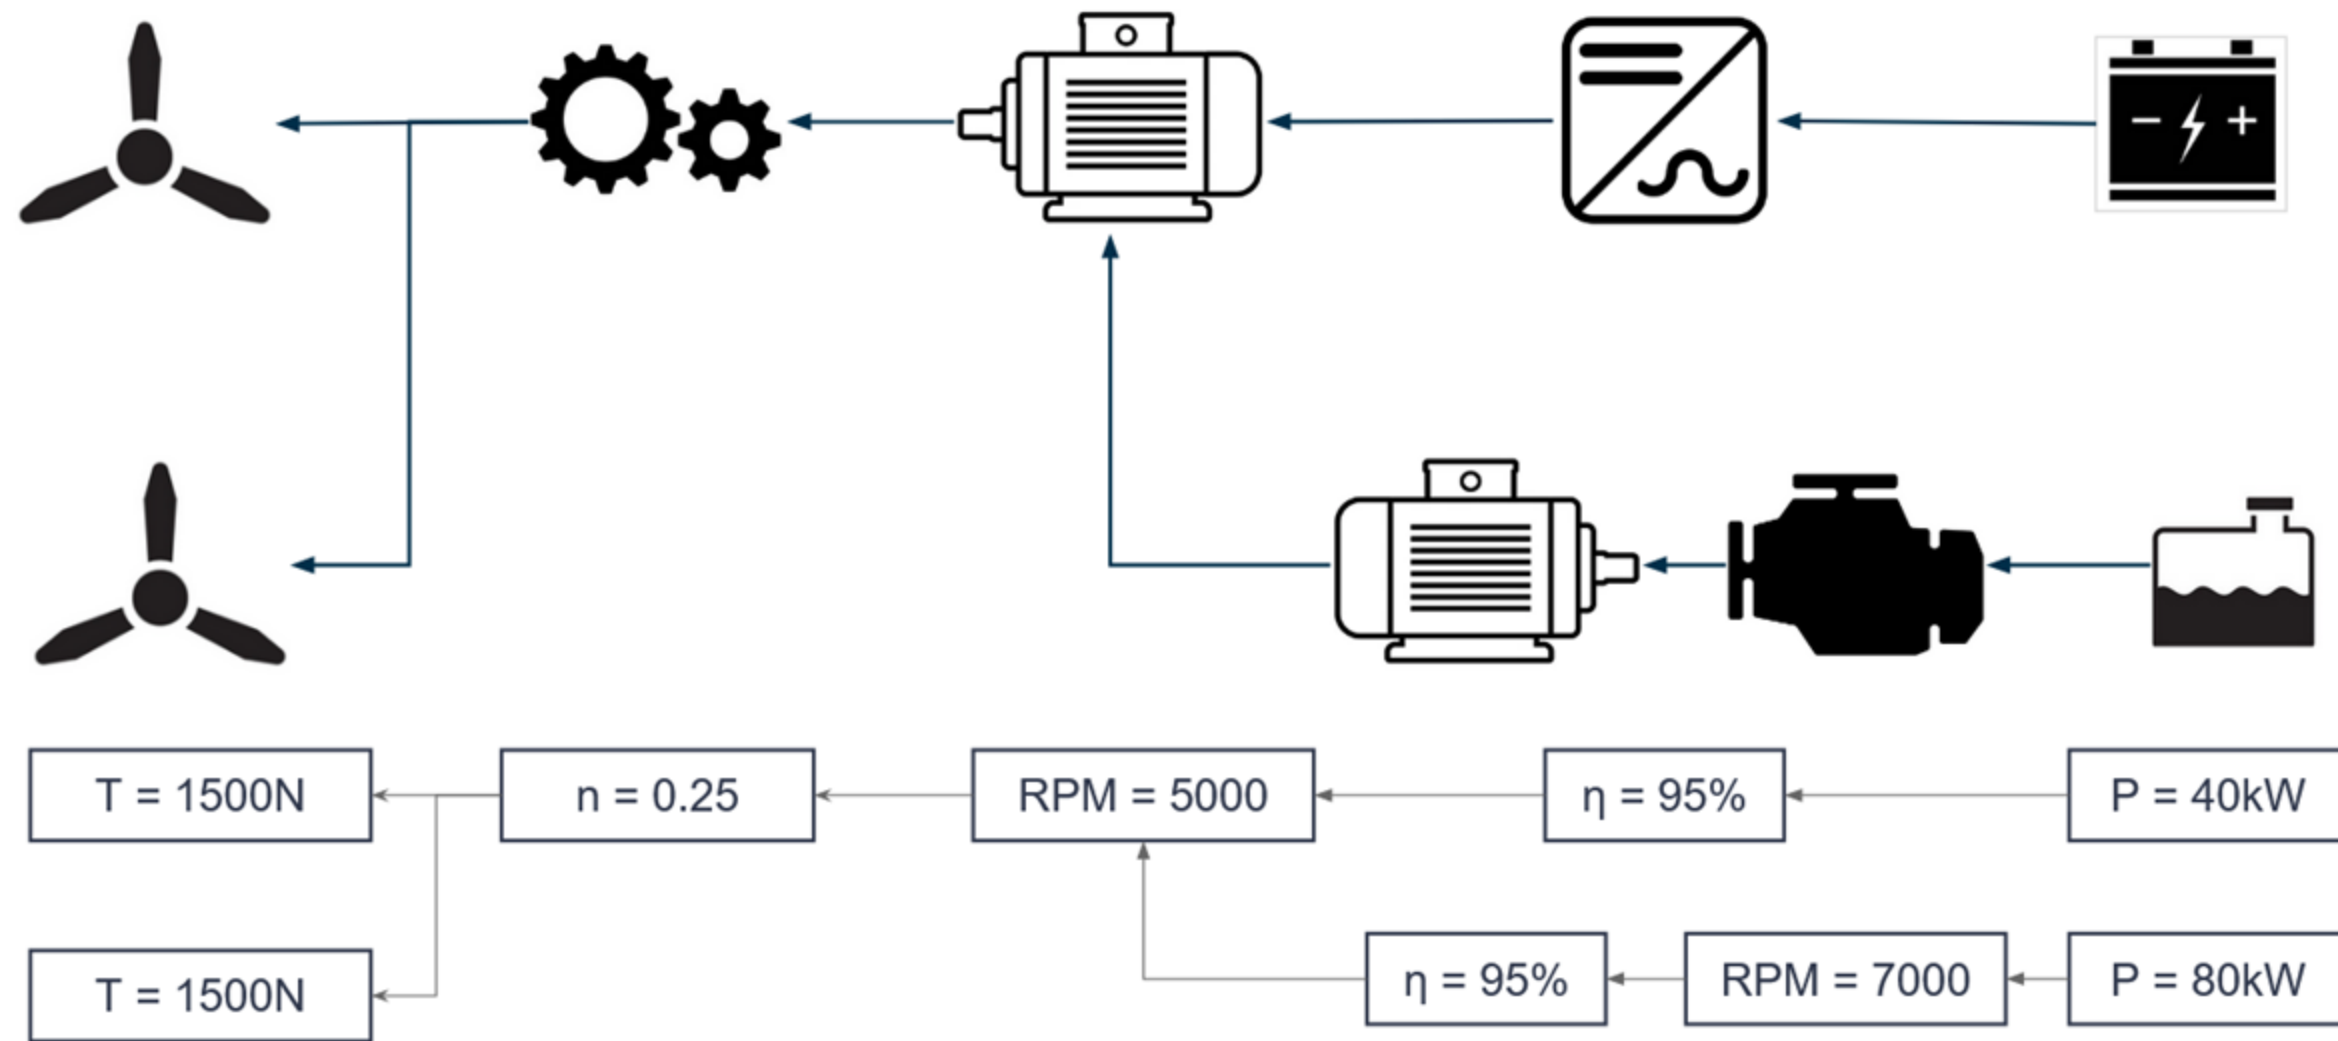 T = 1500N
n = 0.25
RPM = 5000
η = 95%
P = 40kW
T = 1500N
η = 95%
RPM = 7000
P = 80kW